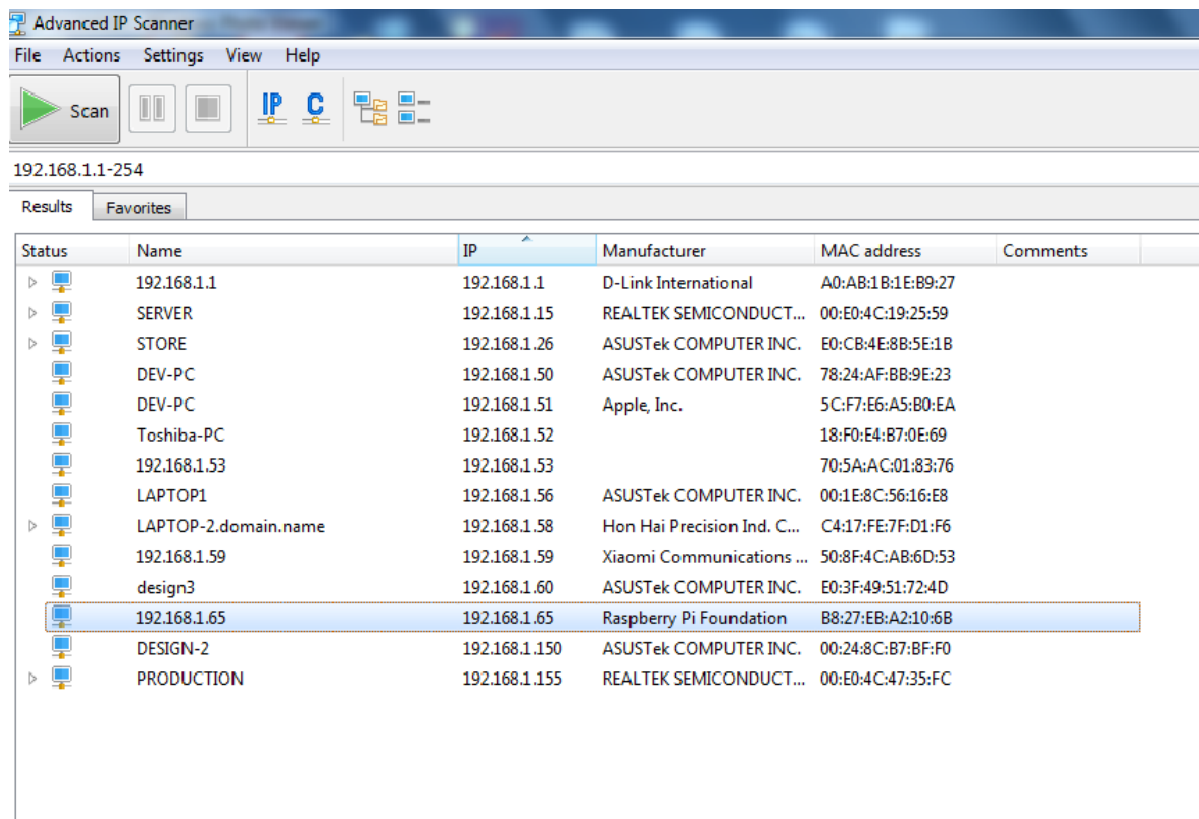 Advanced IP Scanner
File Actions Settings View Help
Scan IP C
192.168.1.1-254
Results Favorites
Status Name IP Manufacturer MAC address Comments
192.168.1.1 192.168.1.1 D-Link International A0:AB:1B:1E:B9:27
SERVER 192.168.1.15 REALTEK SEMICONDUCT... 00:E0:4C:19:25:59
STORE 192.168.1.26 ASUSTek COMPUTER INC. E0:CB:4E:8B:5E:1B
DEV-PC 192.168.1.50 ASUSTek COMPUTER INC. 78:24:AF:BB:9E:23
DEV-PC 192.168.1.51 Apple, Inc. 5C:F7:E6:A5:B0:EA
Toshiba-PC 192.168.1.52 18:F0:E4:B7:0E:69
192.168.1.53 192.168.1.53 70:5A:AC:01:83:76
LAPTOP1 192.168.1.56 ASUSTek COMPUTER INC. 00:1E:8C:56:16:E8
LAPTOP-2.domain.name 192.168.1.58 Hon Hai Precision Ind. C... C4:17:FE:7F:D1:F6
192.168.1.59 192.168.1.59 Xiaomi Communications ... 50:8F:4C:AB:6D:53
design3 192.168.1.60 ASUSTek COMPUTER INC. E0:3F:49:51:72:4D
192.168.1.65 192.168.1.65 Raspberry Pi Foundation B8:27:EB:A2:10:6B
DESIGN-2 192.168.1.150 ASUSTek COMPUTER INC. 00:24:8C:B7:BF:F0
PRODUCTION 192.168.1.155 REALTEK SEMICONDUCT... 00:E0:4C:47:35:FC